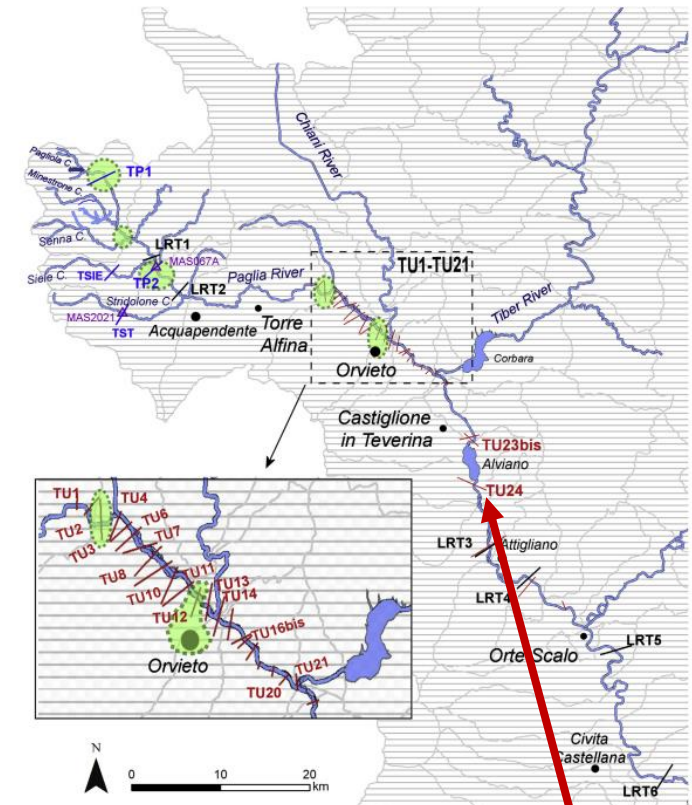 Chiani River
Pagliola C.
TP1
Minestrone C.
Senna C.
LRT1
MAS067A
TU1-TU21
Siele C.
TSIE
TP2
LRT2
Paglia River
Stridolone C.
MAS2021
TST
Acquapendente
Torre
Alfina
Tiber River
Corbara
Orvieto
Castiglione
in Teverina
TU23bis
Alviano
TU24
TU1
TU4
TU2
TU6
TU3
TU7
TU8
TU11
TU10
TU13
TU14
TU12
TU16bis
Orvieto
TU21
TU20
LRT3
Attigliano
LRT4
Orte Scalo
LRT5
Civita
Castellana
LRT6
N
0 10 20
km